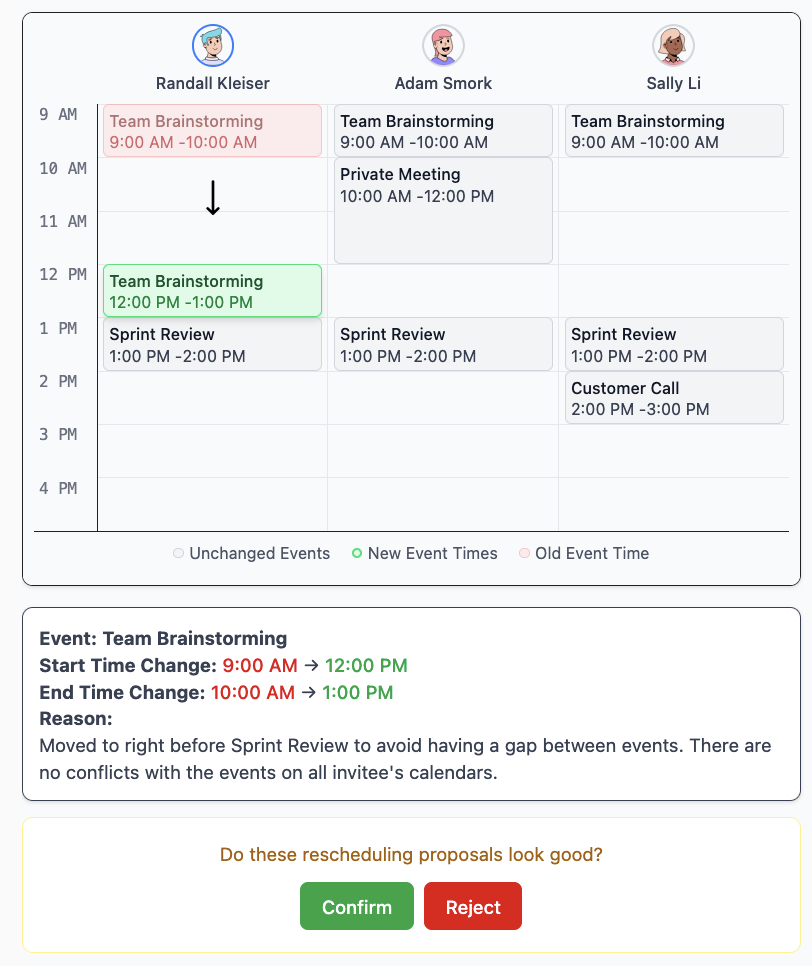 Randall Kleiser
Adam Smork
Sally Li
9 AM
Team Brainstorming
9:00 AM -10:00 AM
Team Brainstorming
9:00 AM -10:00 AM
Team Brainstorming
9:00 AM -10:00 AM
10 AM
Private Meeting
10:00 AM -12:00 PM
11 AM
12 PM
Team Brainstorming
12:00 PM -1:00 PM
1 PM
Sprint Review
1:00 PM -2:00 PM
Sprint Review
1:00 PM -2:00 PM
Sprint Review
1:00 PM -2:00 PM
2 PM
Customer Call
2:00 PM -3:00 PM
3 PM
4 PM
Unchanged Events
New Event Times
Old Event Time
Event: Team Brainstorming
Start Time Change: 9:00 AM → 12:00 PM
End Time Change: 10:00 AM → 1:00 PM
Reason:
Moved to right before Sprint Review to avoid having a gap between events. There are
no conflicts with the events on all invitee's calendars.
Do these rescheduling proposals look good?
Confirm
Reject